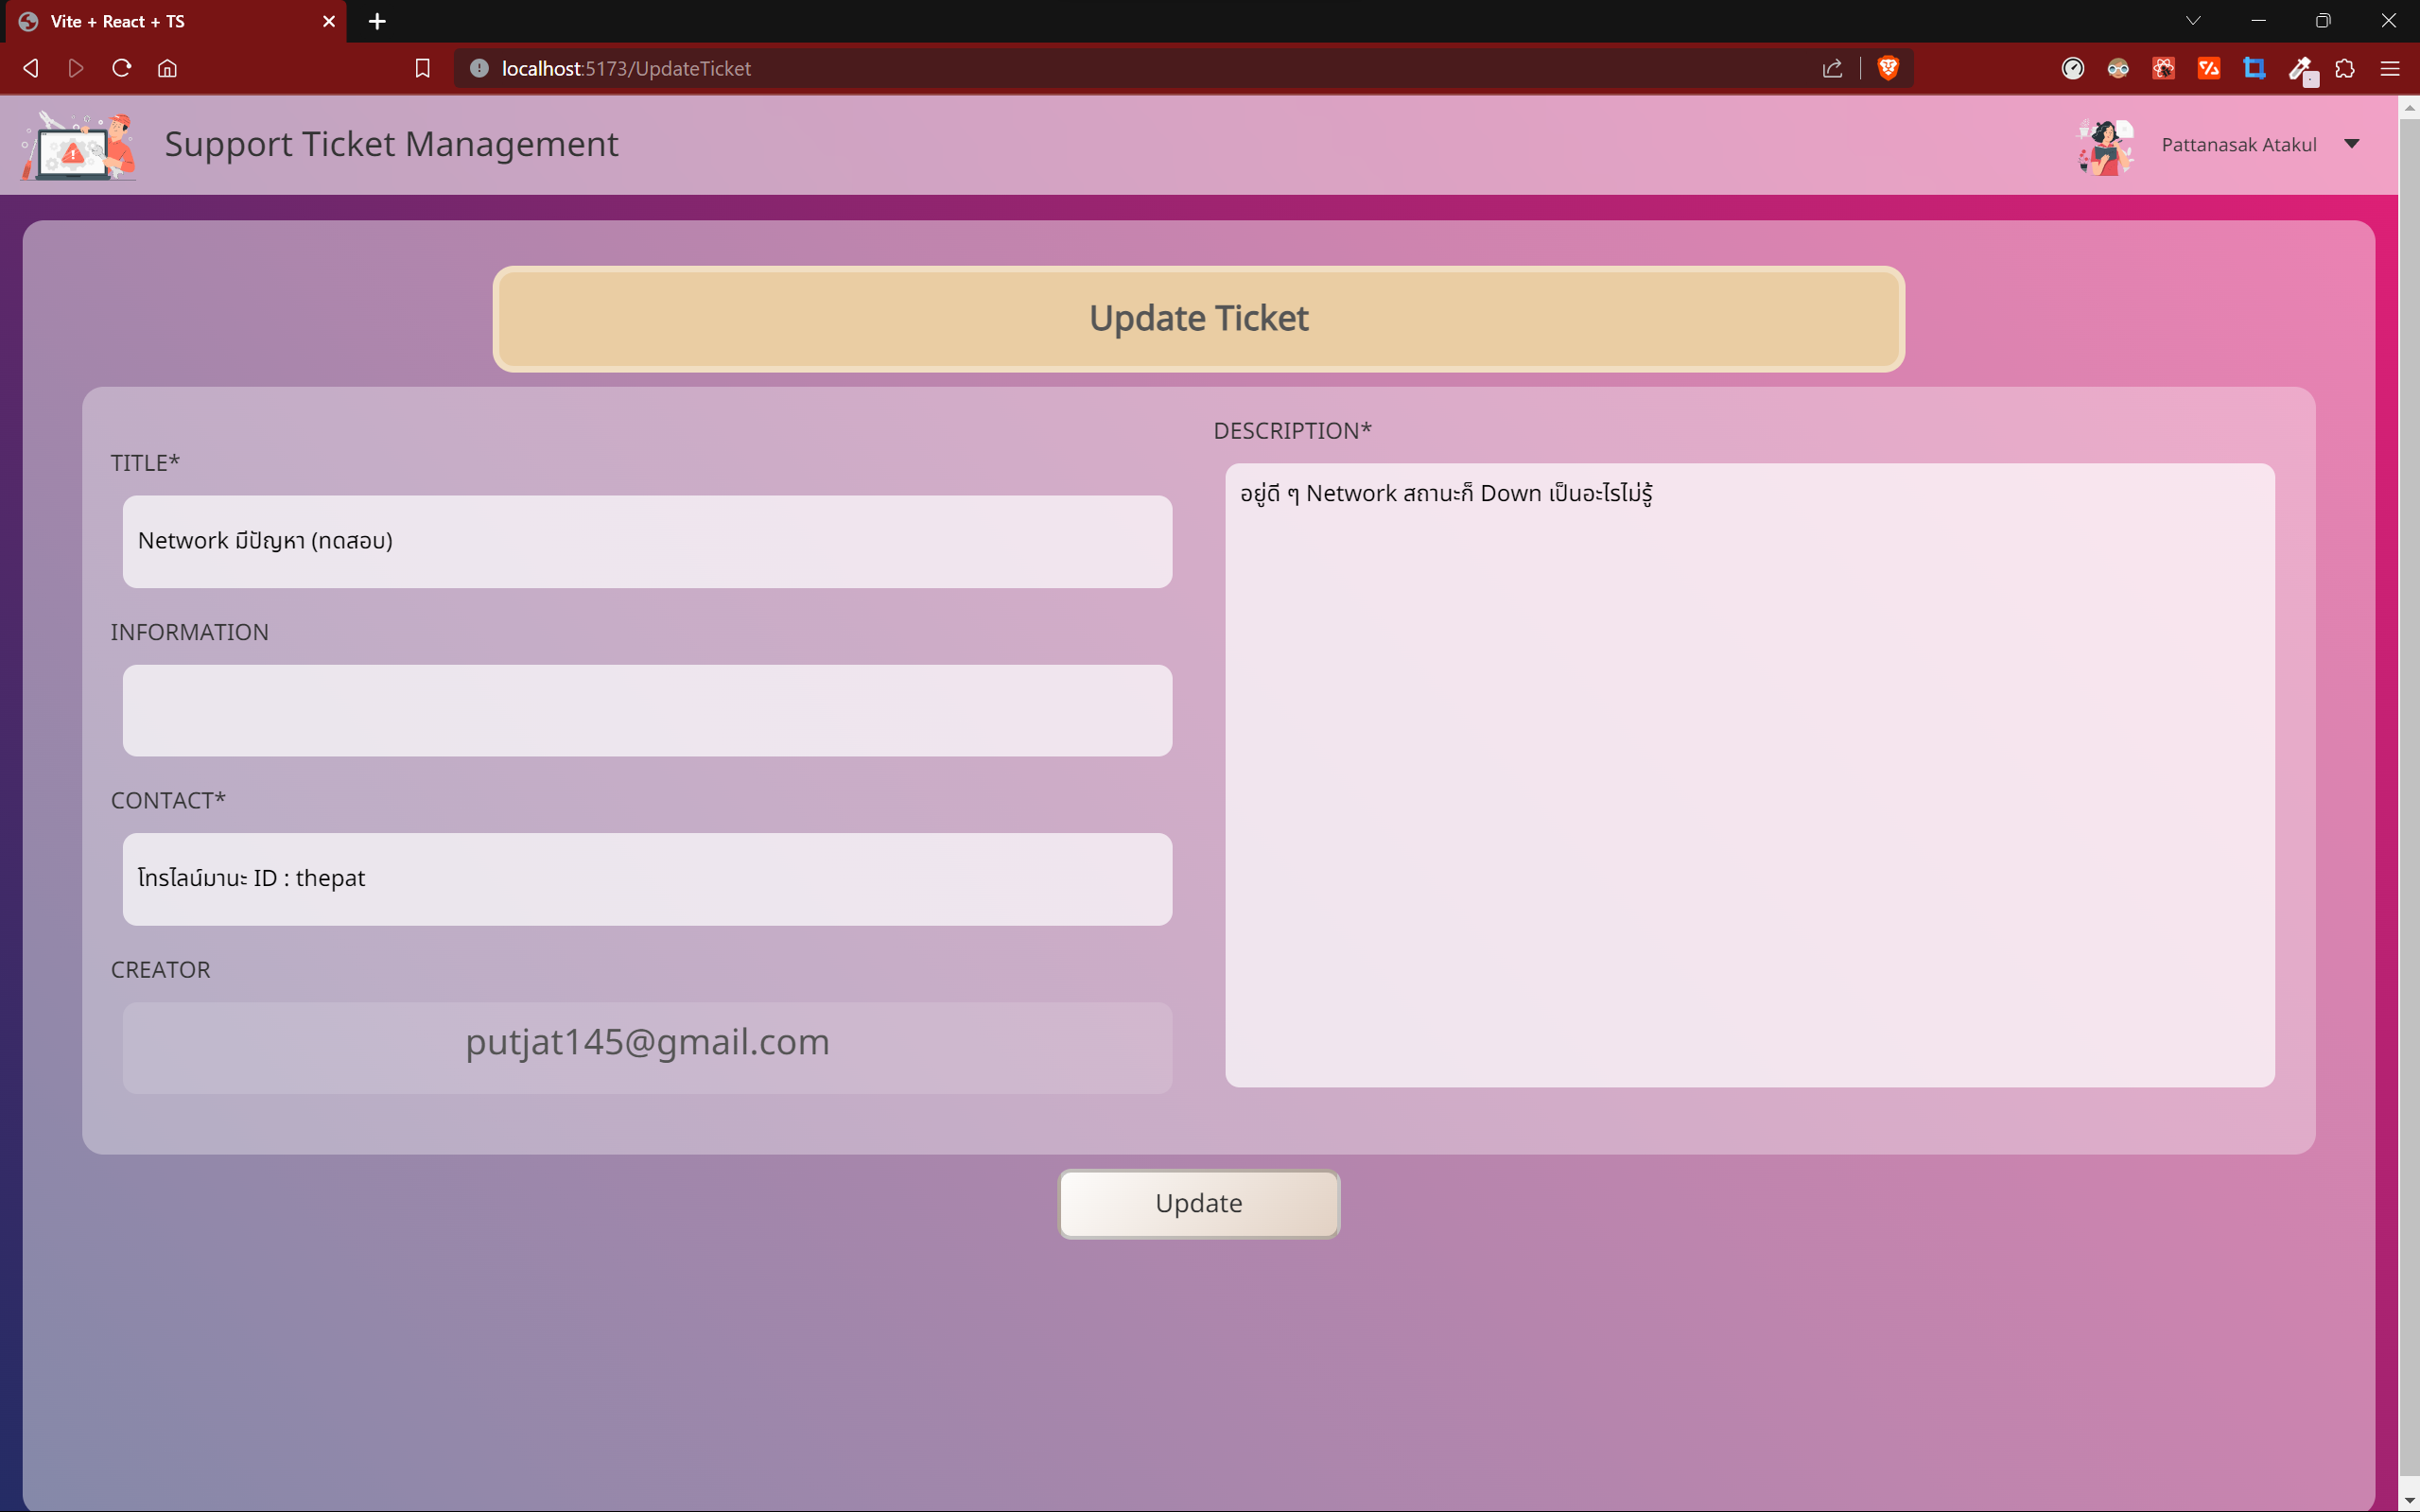 Vite + React + TS
localhost:5173/UpdateTicket
Support Ticket Management
Pattanasak Atakul
Update Ticket
TITLE*
Network มีปัญหา (ทดสอบ)
INFORMATION
CONTACT*
โทรไลน์มานะ ID : thepat
CREATOR
putjat145@gmail.com
DESCRIPTION*
อยู่ดี ๆ Network สถานะก็ Down เป็นอะไรไม่รู้
Update